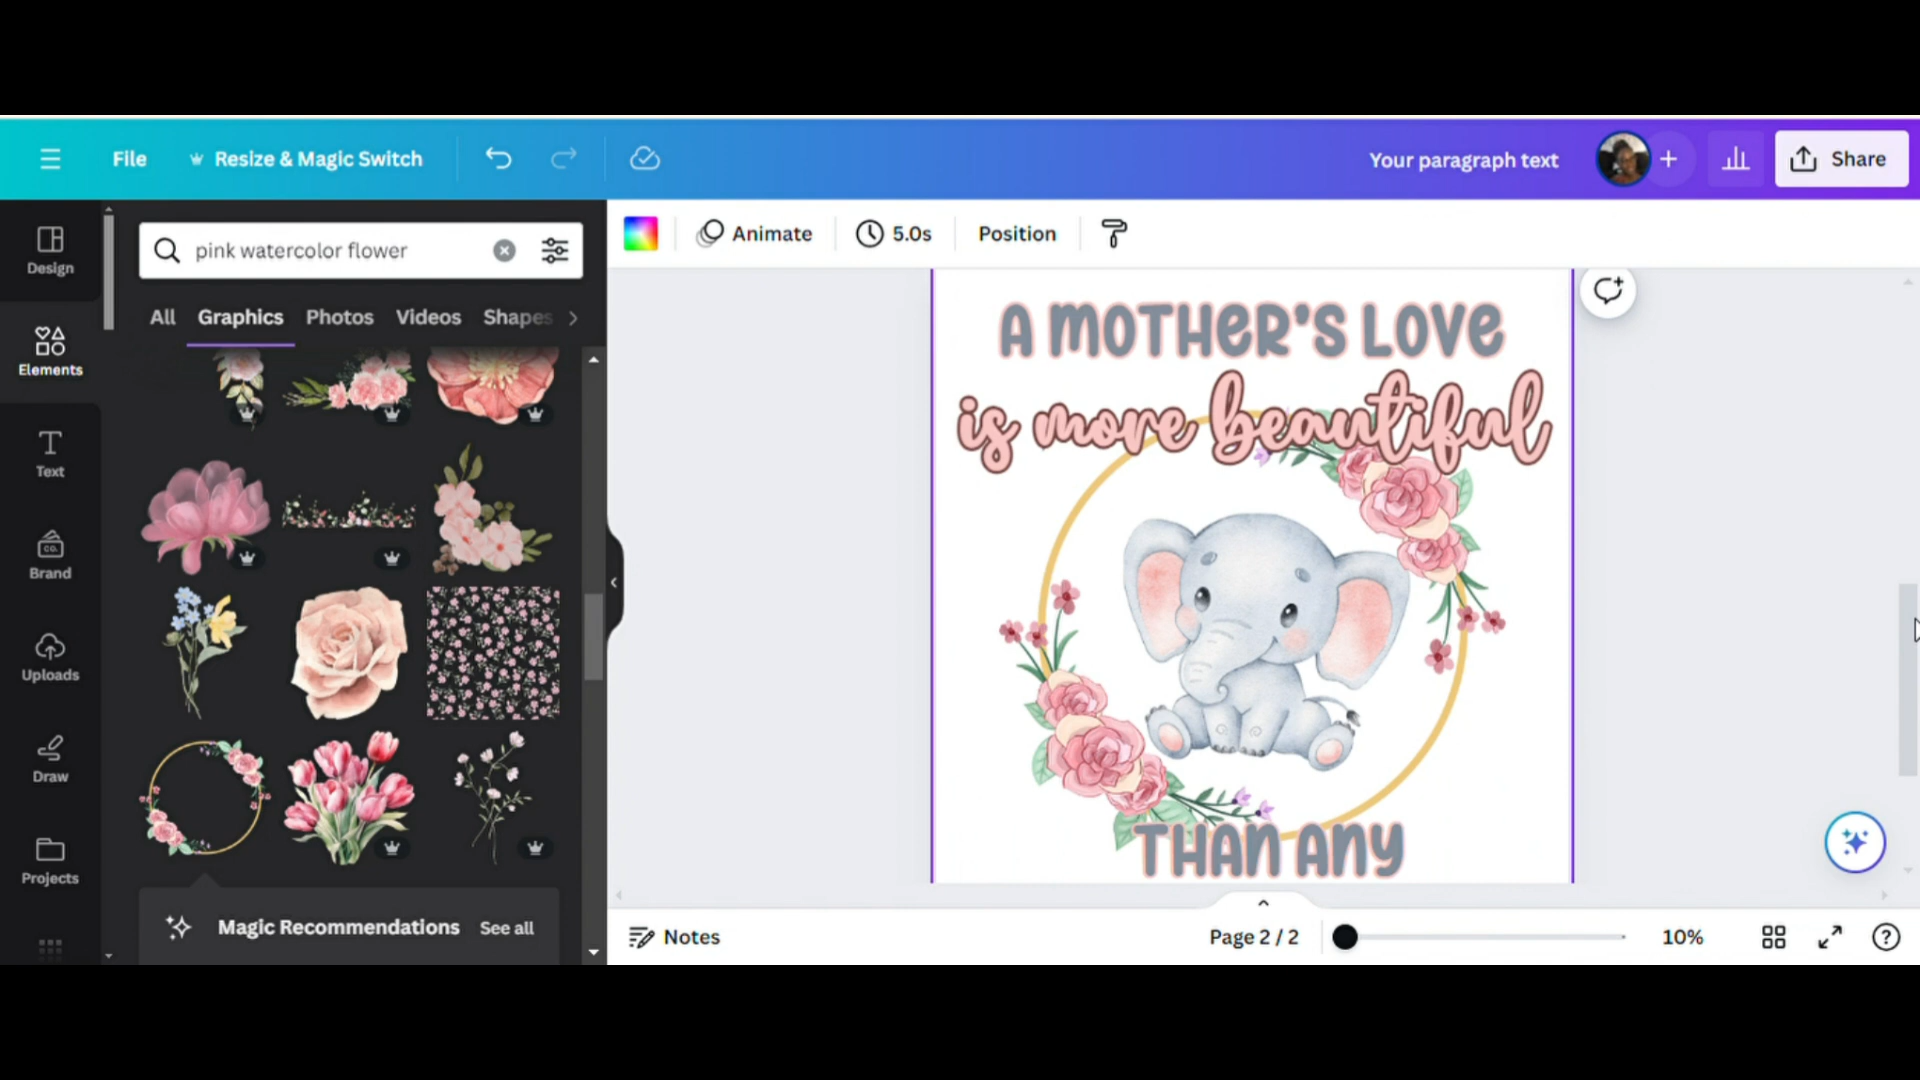 File
Resize & Magic Switch
Your paragraph text
Share
Design
Elements
Text
Brand
Uploads
Draw
Projects
pink watercolor flower
All
Graphics
Photos
Videos
Shapes
Magic Recommendations
See all
Animate
5.0s
Position
A MOTHER'S LOVE
is more beautiful
THAN ANY
Notes
Page 2 / 2
10%
CO.
?